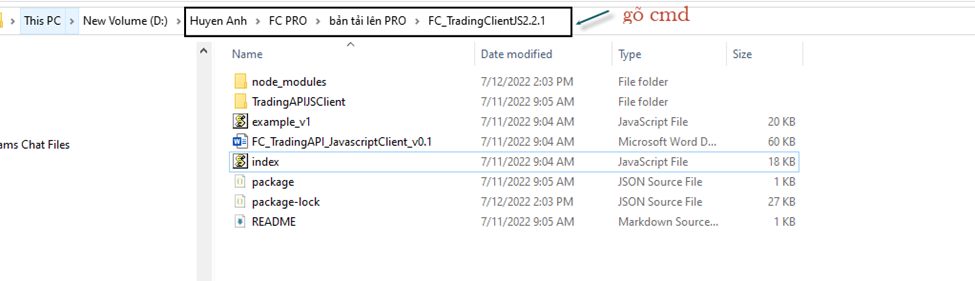 This PC > New Volume (D:) > Huyen Anh > FC PRO > bản tải lên PRO > FC_TradingClientJS2.2.1
gõ cmd
Name Date modified Type Size
node_modules 7/12/2022 2:03 PM File folder
TradingAPIJSClient 7/11/2022 9:05 AM File folder
example_v1 7/11/2022 9:04 AM JavaScript File 20 KB
ams Chat Files
FC_TradingAPI_JavascriptClient_v0.1 7/11/2022 9:04 AM Microsoft Word D... 60 KB
index 7/11/2022 9:04 AM JavaScript File 18 KB
package 7/11/2022 9:05 AM JSON Source File 1 KB
package-lock 7/12/2022 2:03 PM JSON Source File 27 KB
README 7/11/2022 9:05 AM Markdown Source... 1 KB